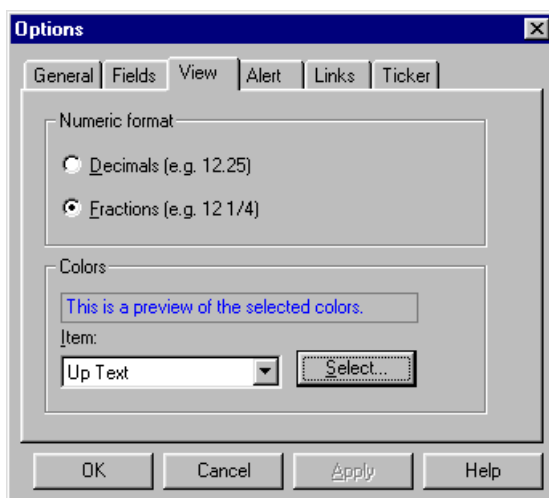 Options
General Fields View Alert Links Ticker
Numeric format
Decimals (e.g. 12.25)
Fractions (e.g. 12 1/4)
Colors
This is a preview of the selected colors.
Item:
Up Text Select...
OK Cancel Apply Help